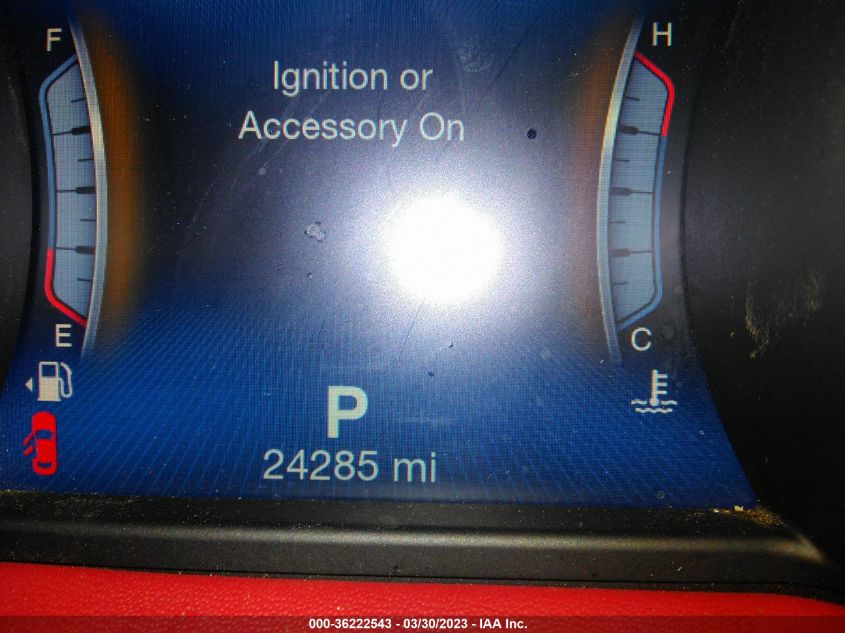 F
H
Ignition or
Accessory On
E
C
P
24285 mi
000-36222543 - 03/30/2023 - IAA Inc.